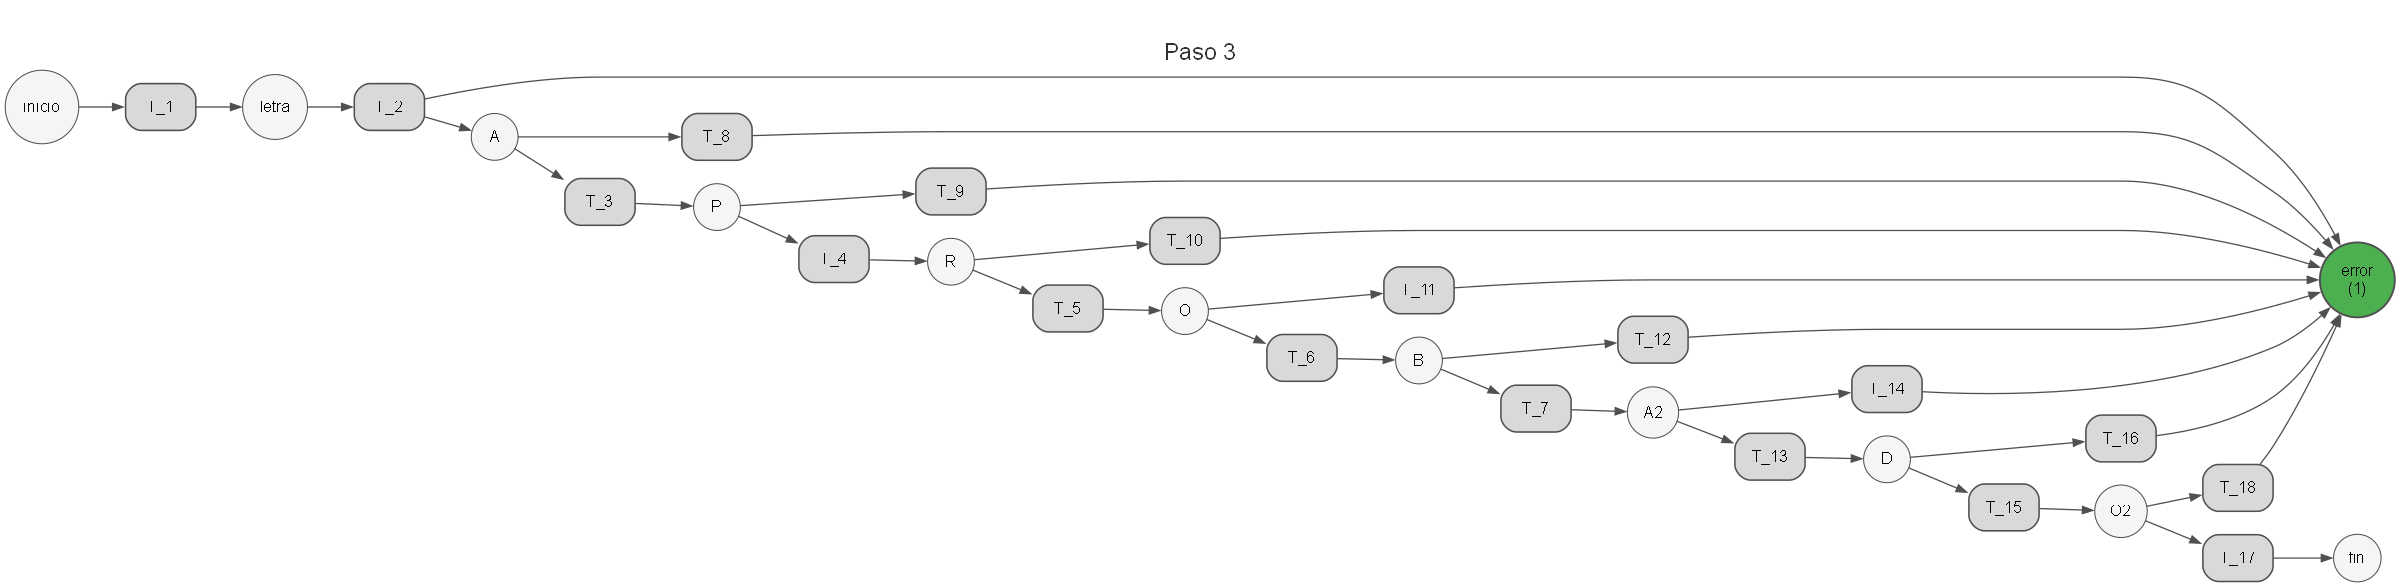 Paso 3
inicio
T_1
letra
T_2
A
T_8
T_3
P
T_9
T_4
R
T_10
T_5
O
T_11
error
(1)
T_6
B
T_12
T_7
A2
T_14
T_13
D
T_16
T_15
O2
T_18
T_17
fin